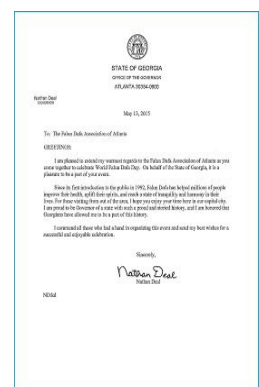 STATE OF GEORGIA
OFFICE OF THE GOVERNOR
ATLANTA 30334-0900
Nathan Deal
GOVERNOR
May 13, 2015
To: The Falun Dafa Association of Atlanta
GREETINGS:
I am pleased to extend my warmest regards to the Falun Dafa Association of Atlanta as you
come together to celebrate World Falun Dafa Day. On behalf of the State of Georgia, it is a
pleasure to be a part of your event.
Since its first introduction to the public in 1992, Falun Dafa has helped millions of people
improve their health, uplift their spirits, and reach a state of tranquility and harmony in their
lives. For those visiting from out of the area, I hope you enjoy your time here in our capital city.
I am proud to be Governor of a state with such a proud and storied history, and I am honored that
Georgians have allowed me to be a part of this history.
I commend all those who had a hand in organizing this event and send my best wishes for a
successful and enjoyable celebration.
Sincerely,
Nathan Deal
Nathan Deal